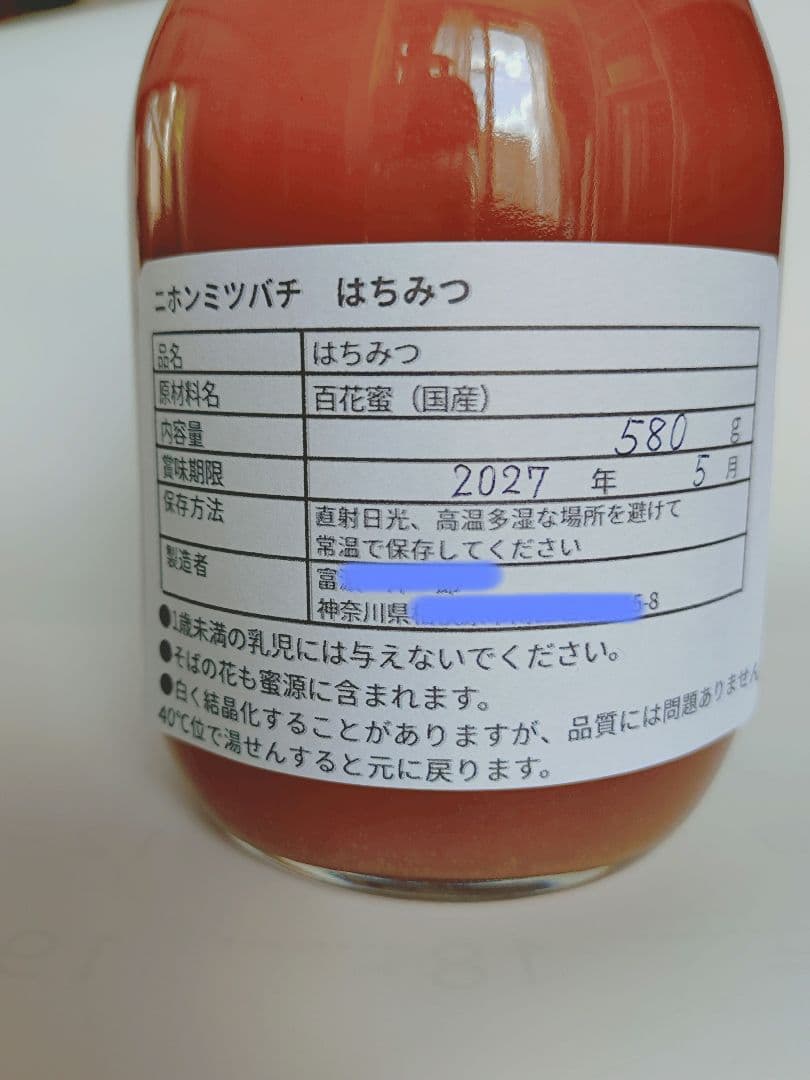 ニホンミツバチ　はちみつ
品名 はちみつ
原材料名 百花蜜（国産）
内容量 580 g
賞味期限 2027 年 5 月
保存方法 直射日光、高温多湿な場所を避けて
常温で保存してください
製造者 富
神奈川県 5-8
●1歳未満の乳児には与えないでください。
●そばの花も蜜源に含まれます。
●白く結晶化することがありますが、品質には問題ありません
40℃位で湯せんすると元に戻ります。